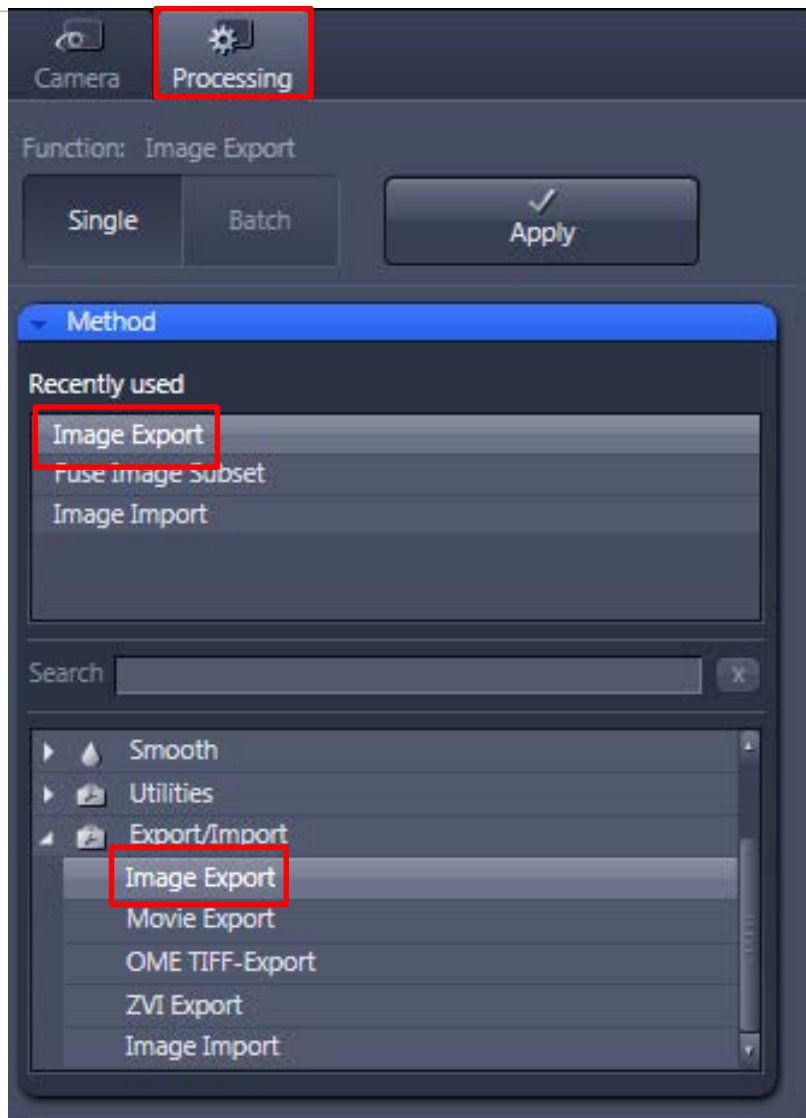 Camera Processing
Function: Image Export
Single Batch Apply
Method
Recently used
Image Export
Fuse Image Subset
Image Import
Search x
Smooth
Utilities
Export/Import
Image Export
Movie Export
OME TIFF-Export
ZVI Export
Image Import